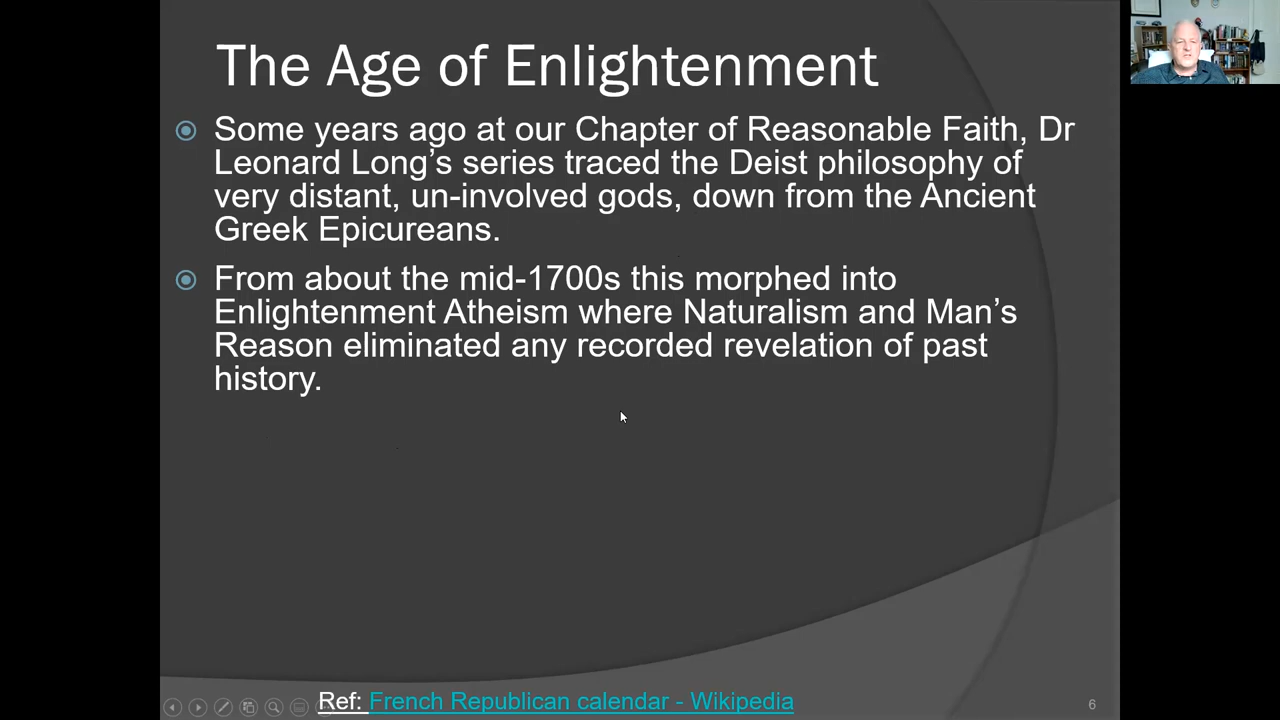 The Age of Enlightenment
Some years ago at our Chapter of Reasonable Faith, Dr
Leonard Long’s series traced the Deist philosophy of
very distant, un-involved gods, down from the Ancient
Greek Epicureans.
From about the mid-1700s this morphed into
Enlightenment Atheism where Naturalism and Man’s
Reason eliminated any recorded revelation of past
history.
Ref: French Republican calendar - Wikipedia
6